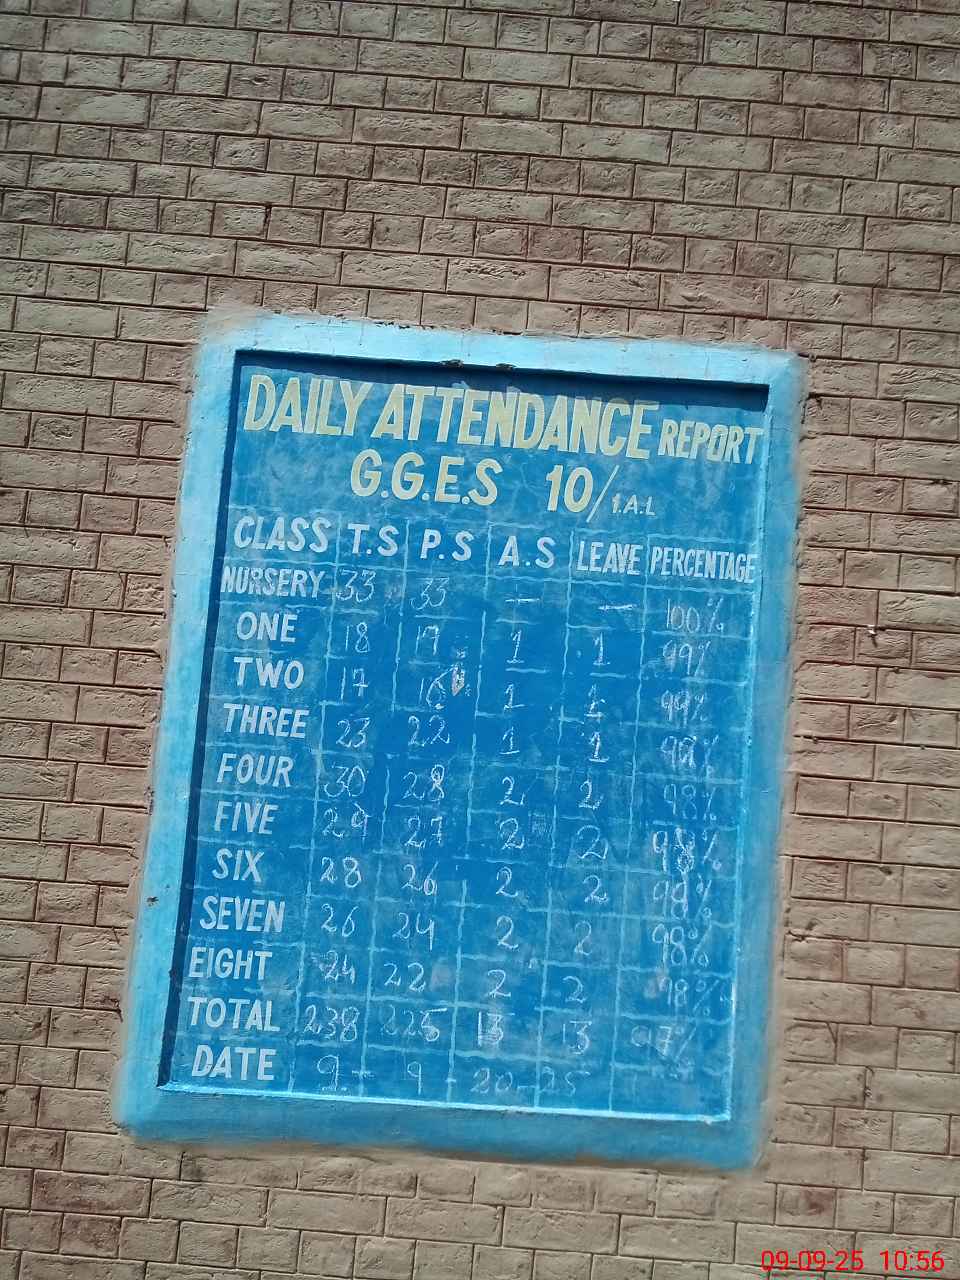 DAILY ATTENDANCE REPORT
G.G.E.S 10/1.A.L
CLASS T.S P.S A.S LEAVE PERCENTAGE
NURSERY 33 33 — — 100%
ONE 18 17 1 1 99%
TWO 17 16 1 1 99%
THREE 23 22 1 1 99%
FOUR 30 28 2 2 98%
FIVE 29 27 2 2 98%
SIX 28 26 2 2 98%
SEVEN 26 24 2 2 98%
EIGHT 24 22 2 2 98%
TOTAL 238 225 13 13 97%
DATE 9 - 9 - 20-25
09-09-25 10:56